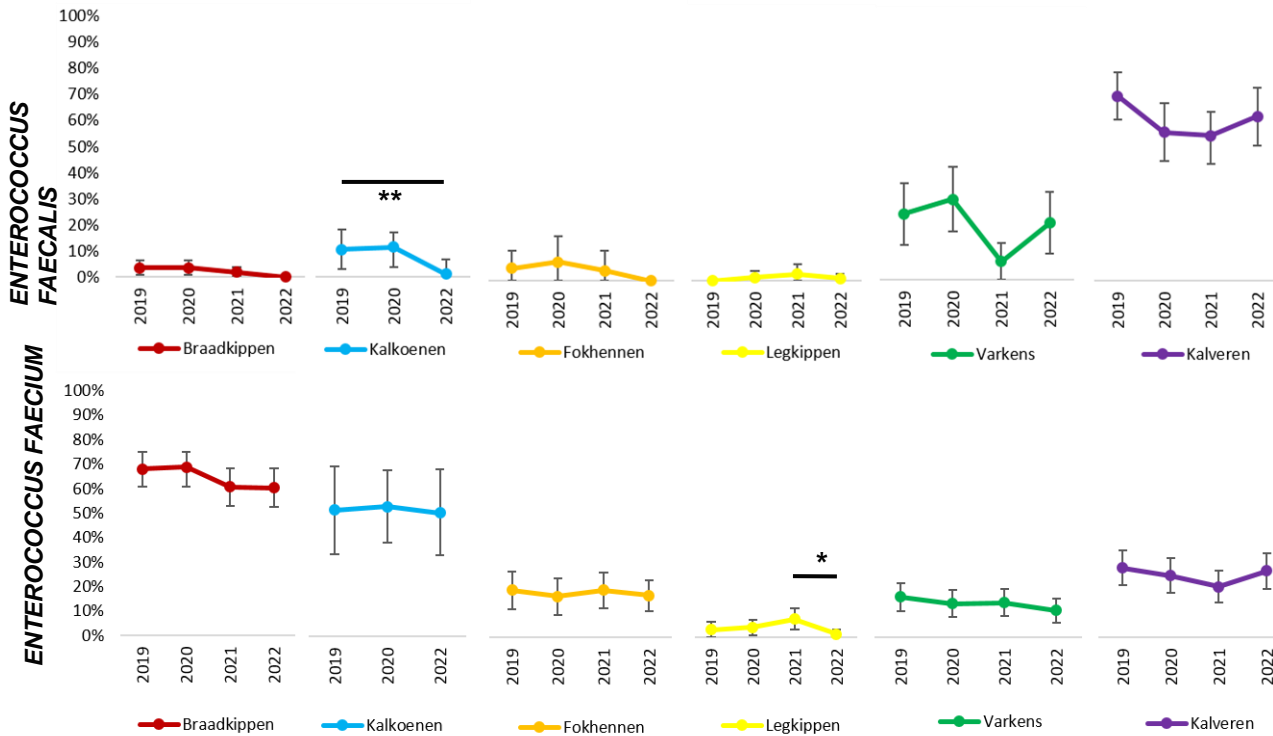 ENTEROCOCCUS
FAECALIS
100%
90%
80%
70%
60%
50%
40%
30%
20%
10%
0%
**
2019 2020 2021 2022
2019 2020 2022
2019 2020 2021 2022
2019 2020 2021 2022
2019 2020 2021 2022
2019 2020 2021 2022
Braadkippen Kalkoenen Fokhennen Legkippen Varkens Kalveren
ENTEROCOCCUS FAECIUM
100%
90%
80%
70%
60%
50%
40%
30%
20%
10%
0%
*
2019 2020 2021 2022
2019 2020 2022
2019 2020 2021 2022
2019 2020 2021 2022
2019 2020 2021 2022
2019 2020 2021 2022
Braadkippen Kalkoenen Fokhennen Legkippen Varkens Kalveren